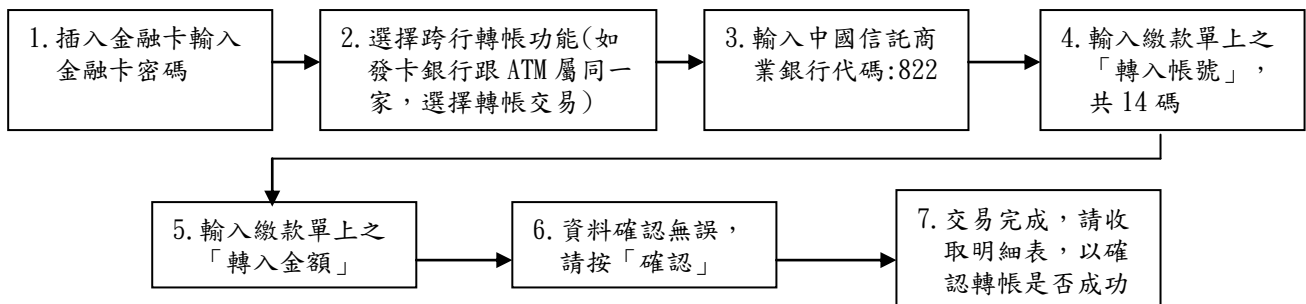 1.插入金融卡輸入
金融卡密碼
2.選擇跨行轉帳功能(如
發卡銀行跟 ATM 屬同一
家，選擇轉帳交易)
3.輸入中國信託商
業銀行代碼:822
4.輸入繳款單上之
「轉入帳號」，
共 14 碼
5.輸入繳款單上之
「轉入金額」
6.資料確認無誤，
請按「確認」
7.交易完成，請收
取明細表，以確
認轉帳是否成功